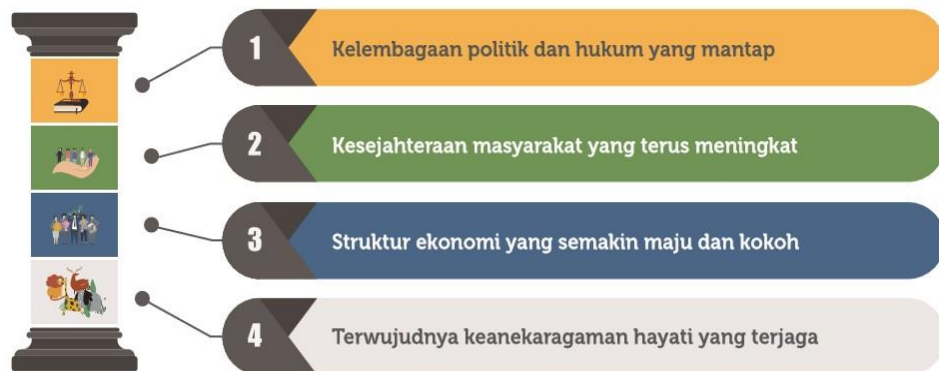 1
Kelembagaan politik dan hukum yang mantap
2
Kesejahteraan masyarakat yang terus meningkat
3
Struktur ekonomi yang semakin maju dan kokoh
4
Terwujudnya keanekaragaman hayati yang terjaga